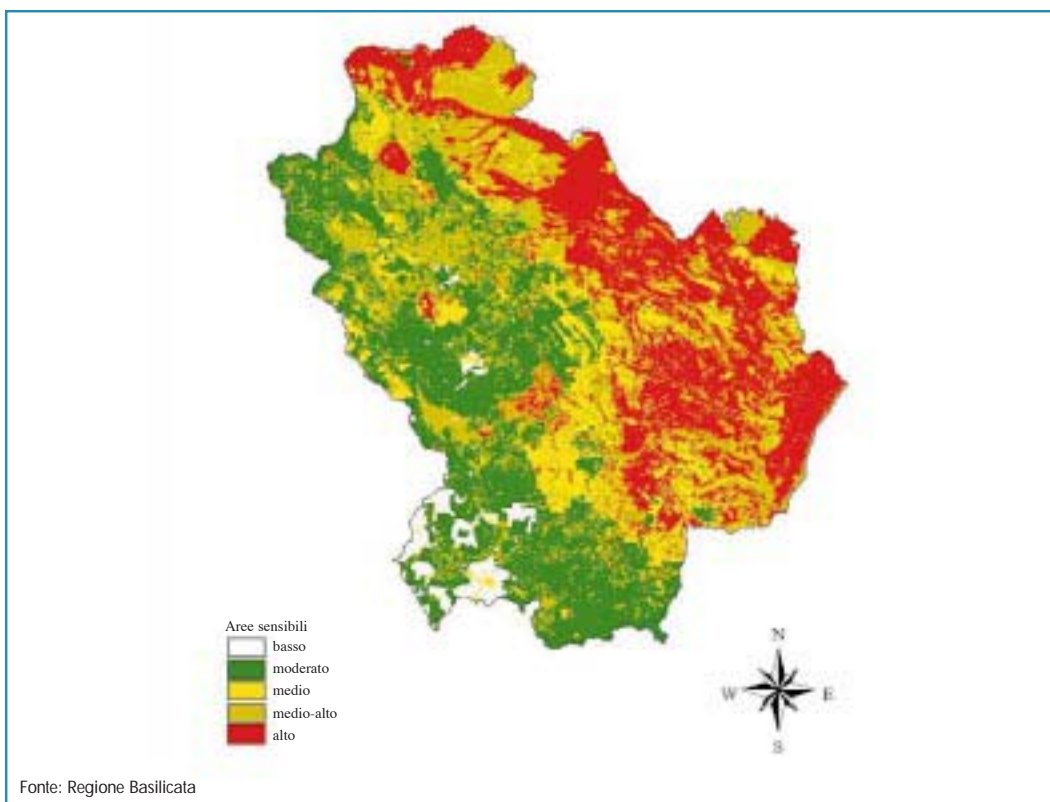 Aree sensibili
basso
moderato
medio
medio-alto
alto
N
W E
S
Fonte: Regione Basilicata